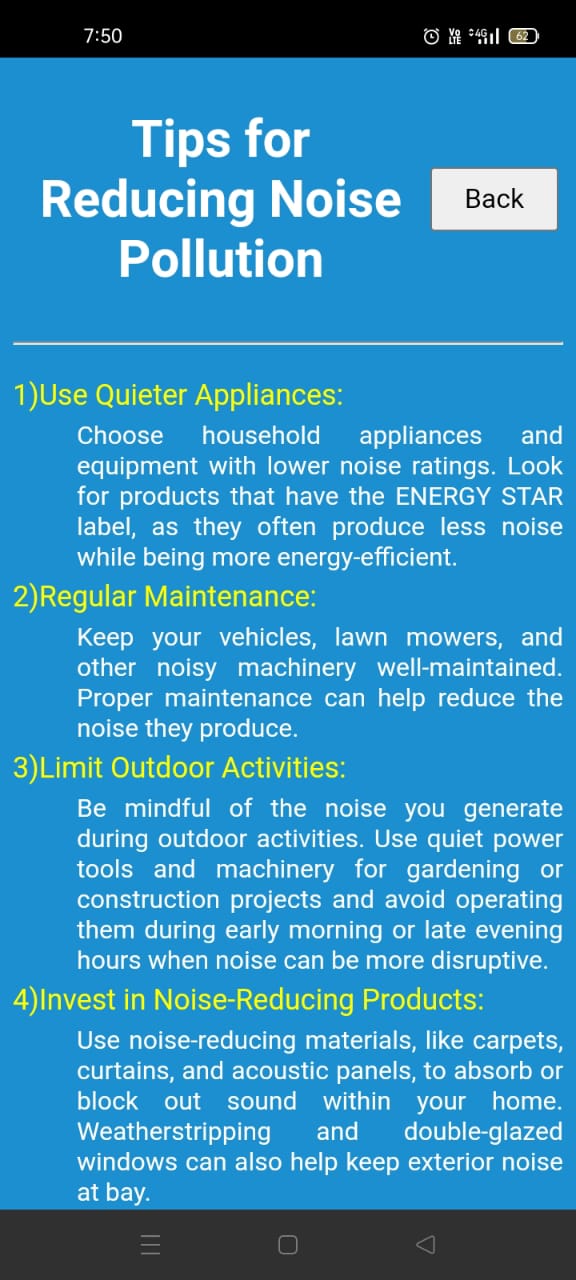 7:50
Vo LTE 4G 62
Tips for
Reducing Noise
Pollution
Back
1)Use Quieter Appliances:
Choose household appliances and
equipment with lower noise ratings. Look
for products that have the ENERGY STAR
label, as they often produce less noise
while being more energy-efficient.
2)Regular Maintenance:
Keep your vehicles, lawn mowers, and
other noisy machinery well-maintained.
Proper maintenance can help reduce the
noise they produce.
3)Limit Outdoor Activities:
Be mindful of the noise you generate
during outdoor activities. Use quiet power
tools and machinery for gardening or
construction projects and avoid operating
them during early morning or late evening
hours when noise can be more disruptive.
4)Invest in Noise-Reducing Products:
Use noise-reducing materials, like carpets,
curtains, and acoustic panels, to absorb or
block out sound within your home.
Weatherstripping and double-glazed
windows can also help keep exterior noise
at bay.